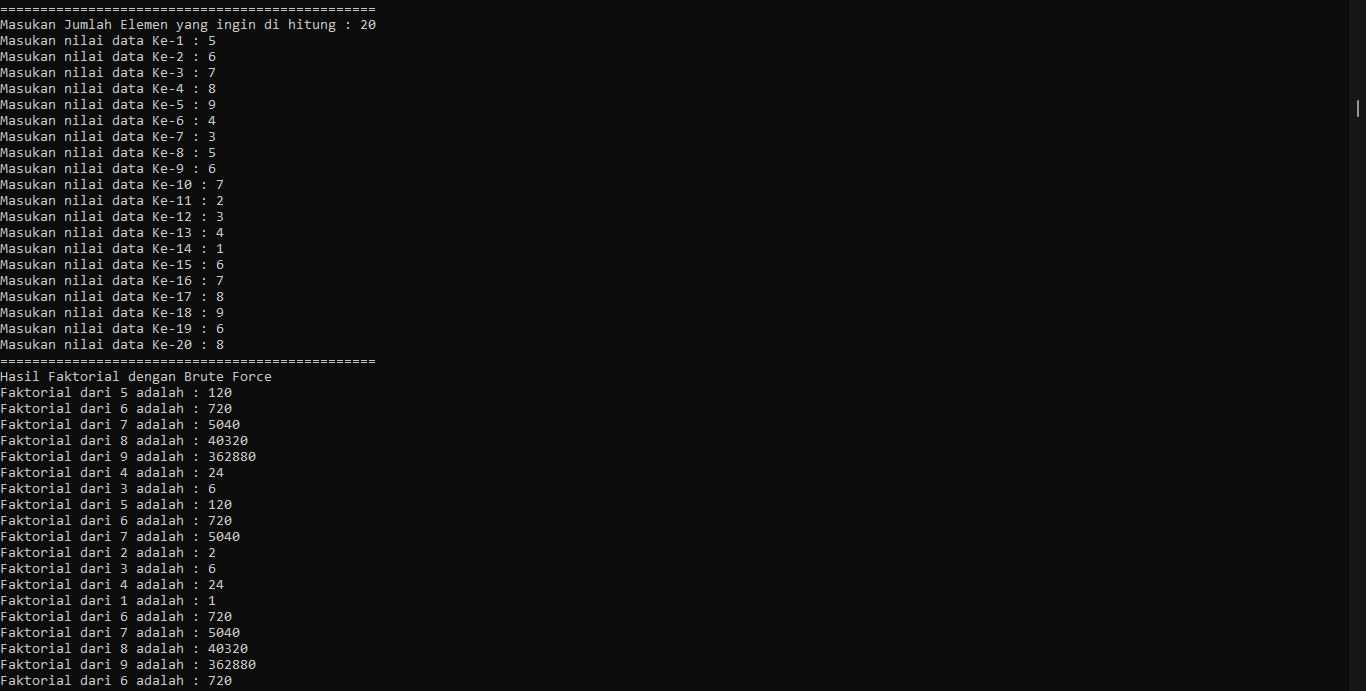 ===============================================
Masukan Jumlah Elemen yang ingin di hitung : 20
Masukan nilai data Ke-1 : 5
Masukan nilai data Ke-2 : 6
Masukan nilai data Ke-3 : 7
Masukan nilai data Ke-4 : 8
Masukan nilai data Ke-5 : 9
Masukan nilai data Ke-6 : 4
Masukan nilai data Ke-7 : 3
Masukan nilai data Ke-8 : 5
Masukan nilai data Ke-9 : 6
Masukan nilai data Ke-10 : 7
Masukan nilai data Ke-11 : 2
Masukan nilai data Ke-12 : 3
Masukan nilai data Ke-13 : 4
Masukan nilai data Ke-14 : 1
Masukan nilai data Ke-15 : 6
Masukan nilai data Ke-16 : 7
Masukan nilai data Ke-17 : 8
Masukan nilai data Ke-18 : 9
Masukan nilai data Ke-19 : 6
Masukan nilai data Ke-20 : 8
===============================================
Hasil Faktorial dengan Brute Force
Faktorial dari 5 adalah : 120
Faktorial dari 6 adalah : 720
Faktorial dari 7 adalah : 5040
Faktorial dari 8 adalah : 40320
Faktorial dari 9 adalah : 362880
Faktorial dari 4 adalah : 24
Faktorial dari 3 adalah : 6
Faktorial dari 5 adalah : 120
Faktorial dari 6 adalah : 720
Faktorial dari 7 adalah : 5040
Faktorial dari 2 adalah : 2
Faktorial dari 3 adalah : 6
Faktorial dari 4 adalah : 24
Faktorial dari 1 adalah : 1
Faktorial dari 6 adalah : 720
Faktorial dari 7 adalah : 5040
Faktorial dari 8 adalah : 40320
Faktorial dari 9 adalah : 362880
Faktorial dari 6 adalah : 720